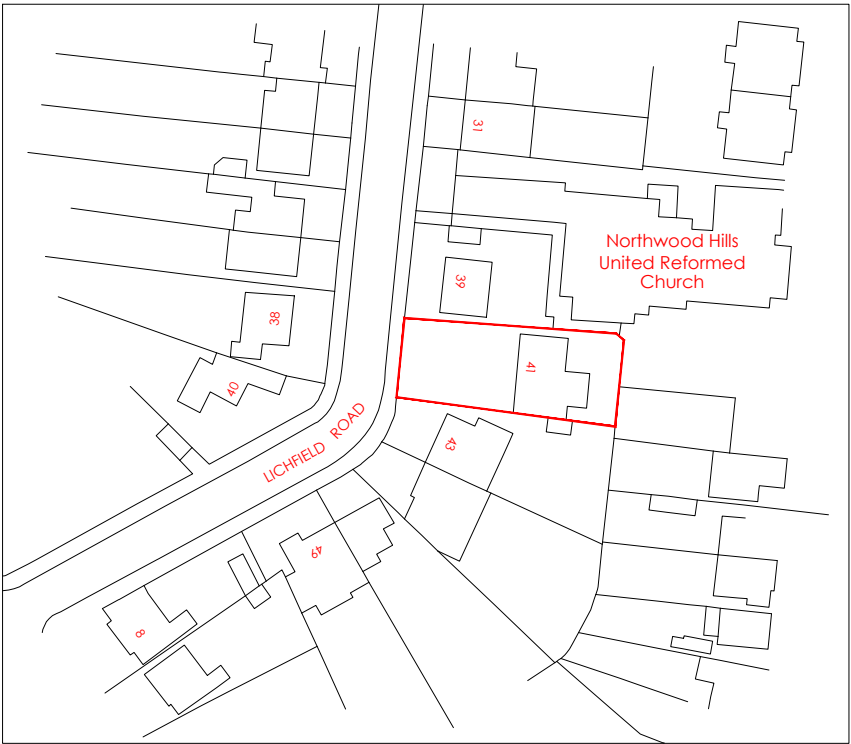 31
Northwood Hills
United Reformed
Church
39
38
41
40
LICHFIELD ROAD
43
49
8